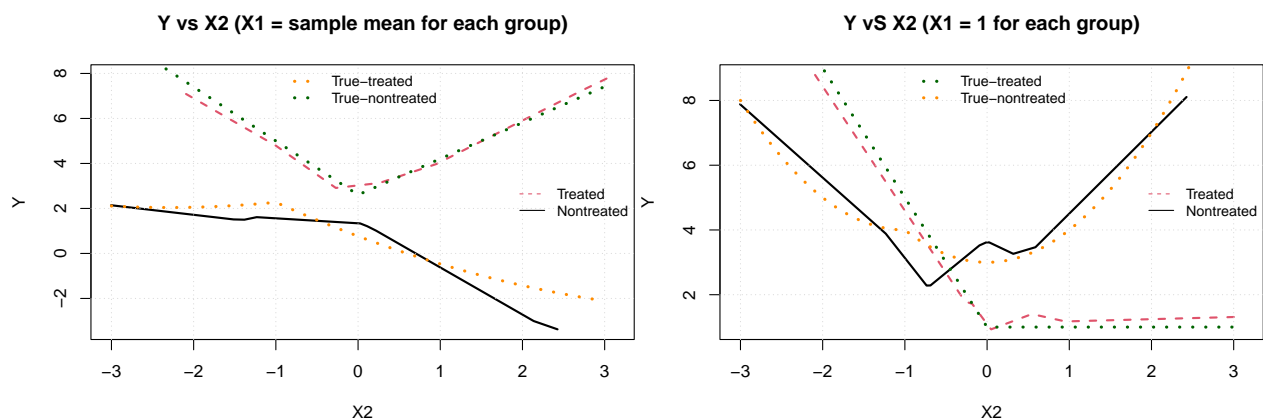 Y vs X2 (X1 = sample mean for each group)
True−treated
True−nontreated
Treated
Nontreated
Y
8
6
4
2
0
−2
−3
−2
−1
0
1
2
3
X2
Y vS X2 (X1 = 1 for each group)
True−treated
True−nontreated
Treated
Nontreated
Y
8
6
4
2
−3
−2
−1
0
1
2
3
X2